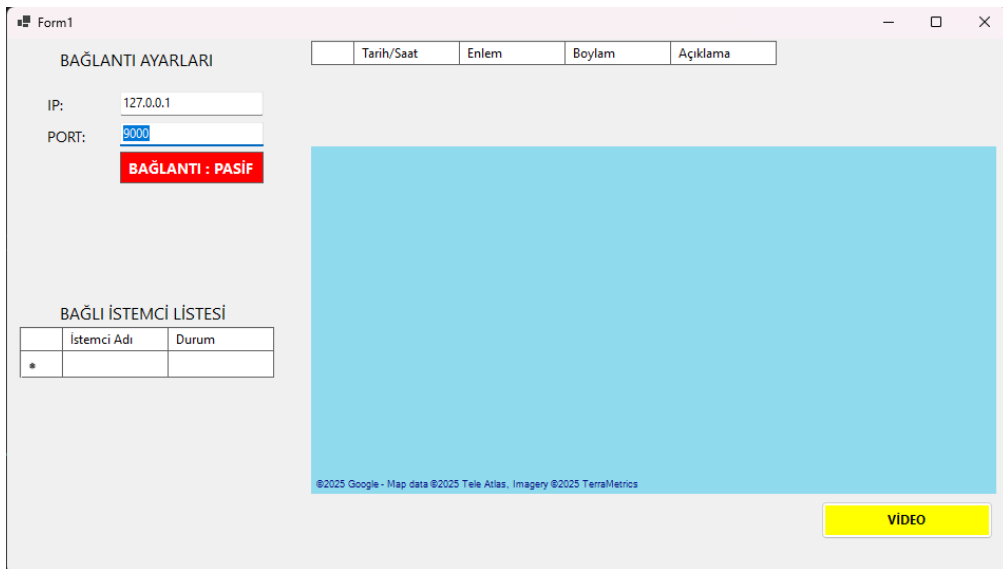 Form1
BAĞLANTI AYARLARI
IP: 127.0.0.1
PORT: 9000
BAĞLANTI : PASİF
BAĞLI İSTEMCİ LİSTESİ
İstemci Adı Durum
*
Tarih/Saat Enlem Boylam Açıklama
©2025 Google - Map data ©2025 Tele Atlas, Imagery ©2025 TerraMetrics
VİDEO